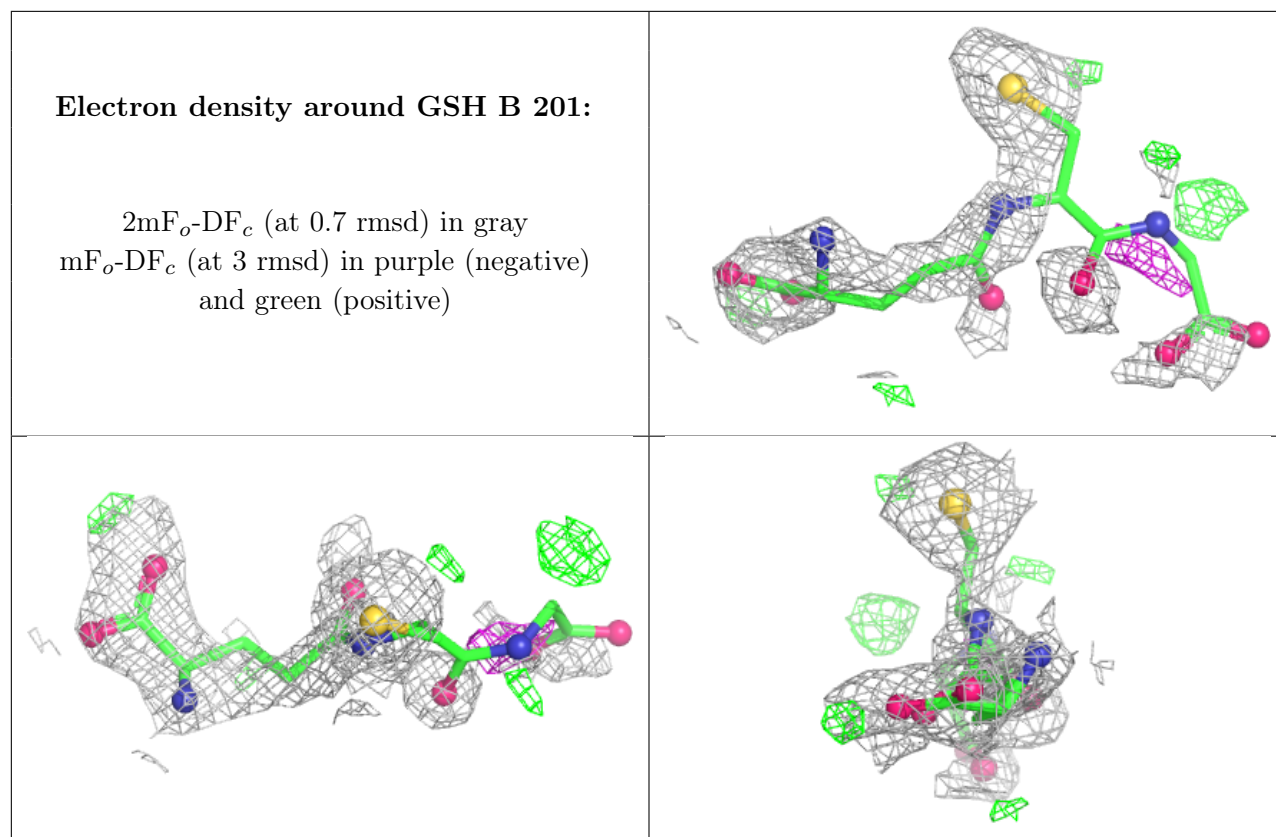 Electron density around GSH B 201:
2mFo-DFc (at 0.7 rmsd) in gray
mFo-DFc (at 3 rmsd) in purple (negative)
and green (positive)